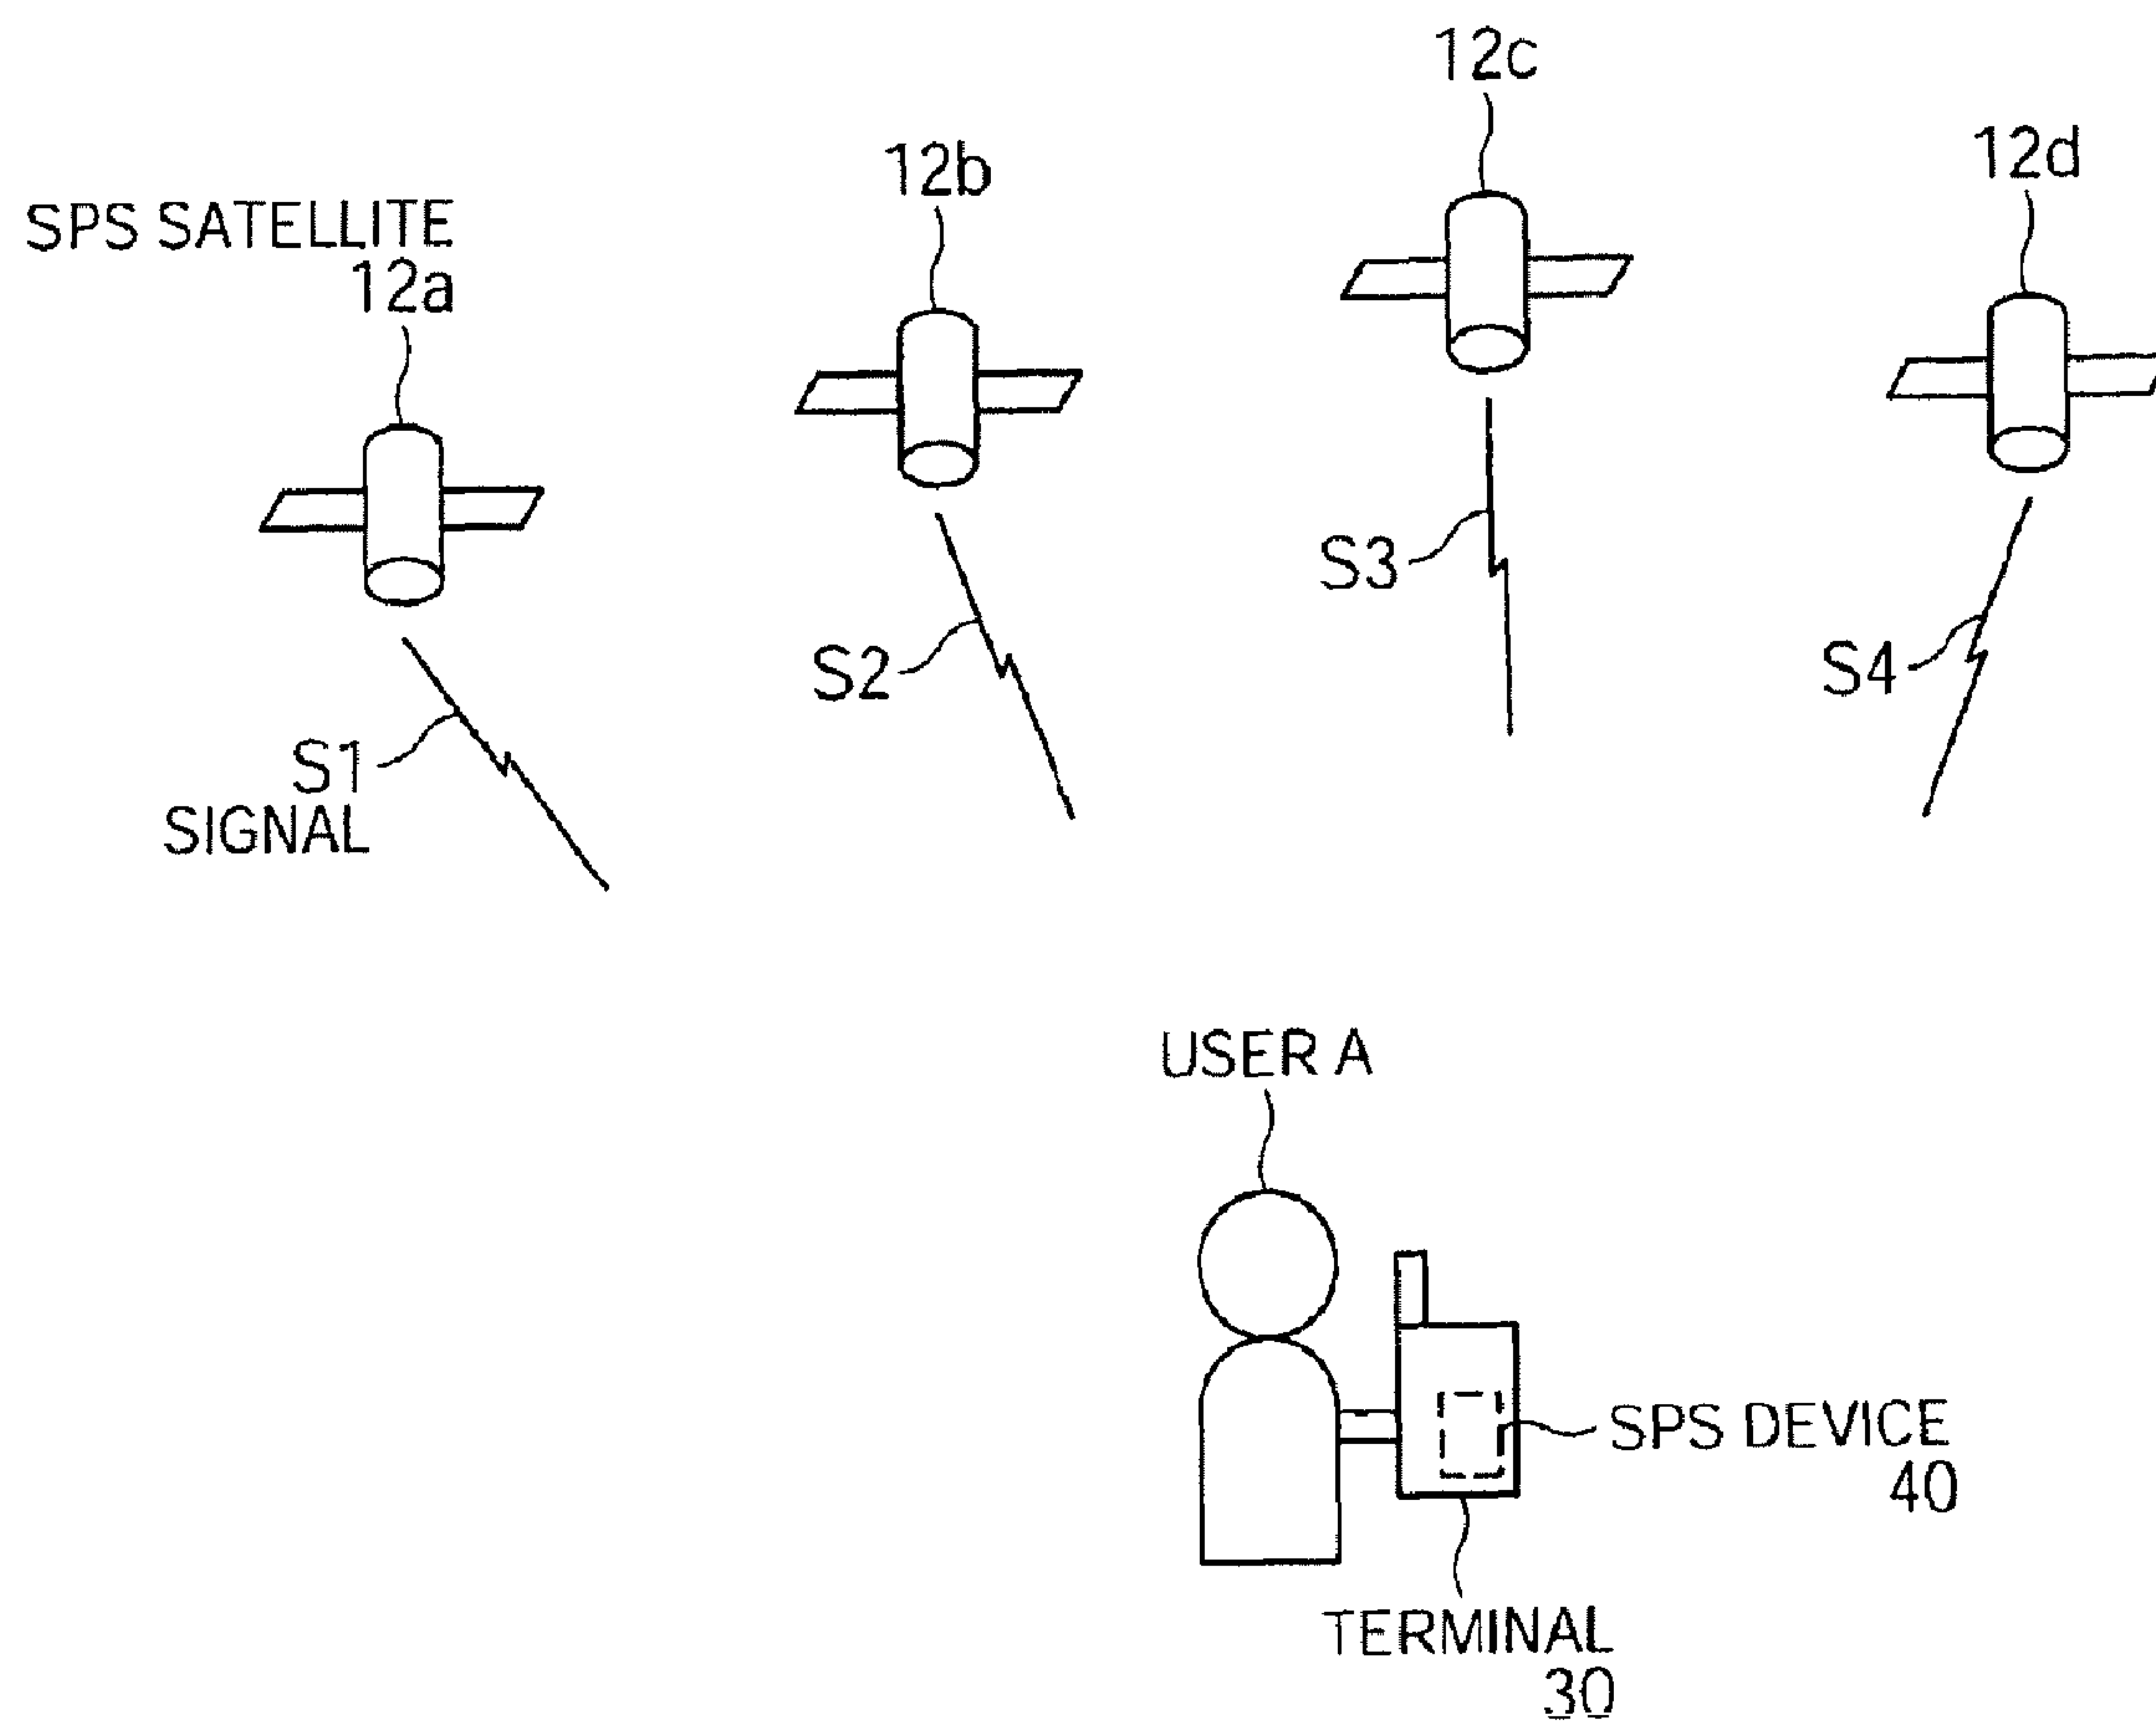 12c
12b
12d
SPS SATELLITE
12a
S3
S2
S4
S1
SIGNAL
USER A
SPS DEVICE
40
TERMINAL
30